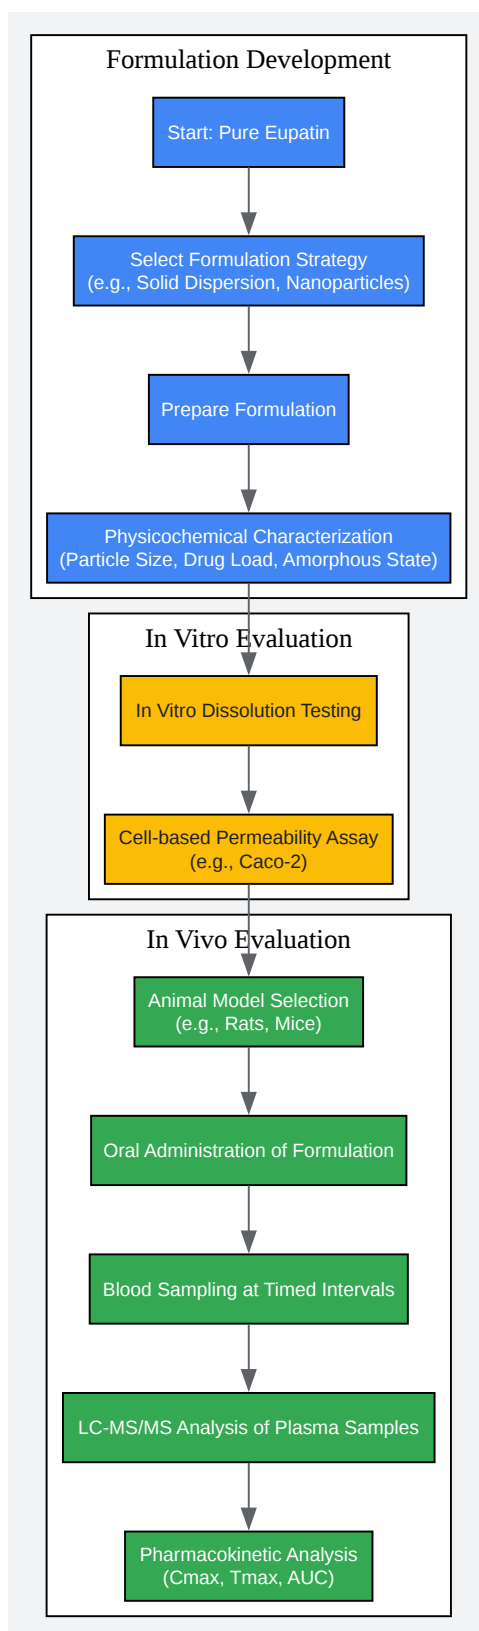 Formulation Development
Start: Pure Eupatin
Select Formulation Strategy
(e.g., Solid Dispersion, Nanoparticles)
Prepare Formulation
Physicochemical Characterization
(Particle Size, Drug Load, Amorphous State)
In Vitro Evaluation
In Vitro Dissolution Testing
Cell-based Permeability Assay
(e.g., Caco-2)
In Vivo Evaluation
Animal Model Selection
(e.g., Rats, Mice)
Oral Administration of Formulation
Blood Sampling at Timed Intervals
LC-MS/MS Analysis of Plasma Samples
Pharmacokinetic Analysis
(Cmax, Tmax, AUC)